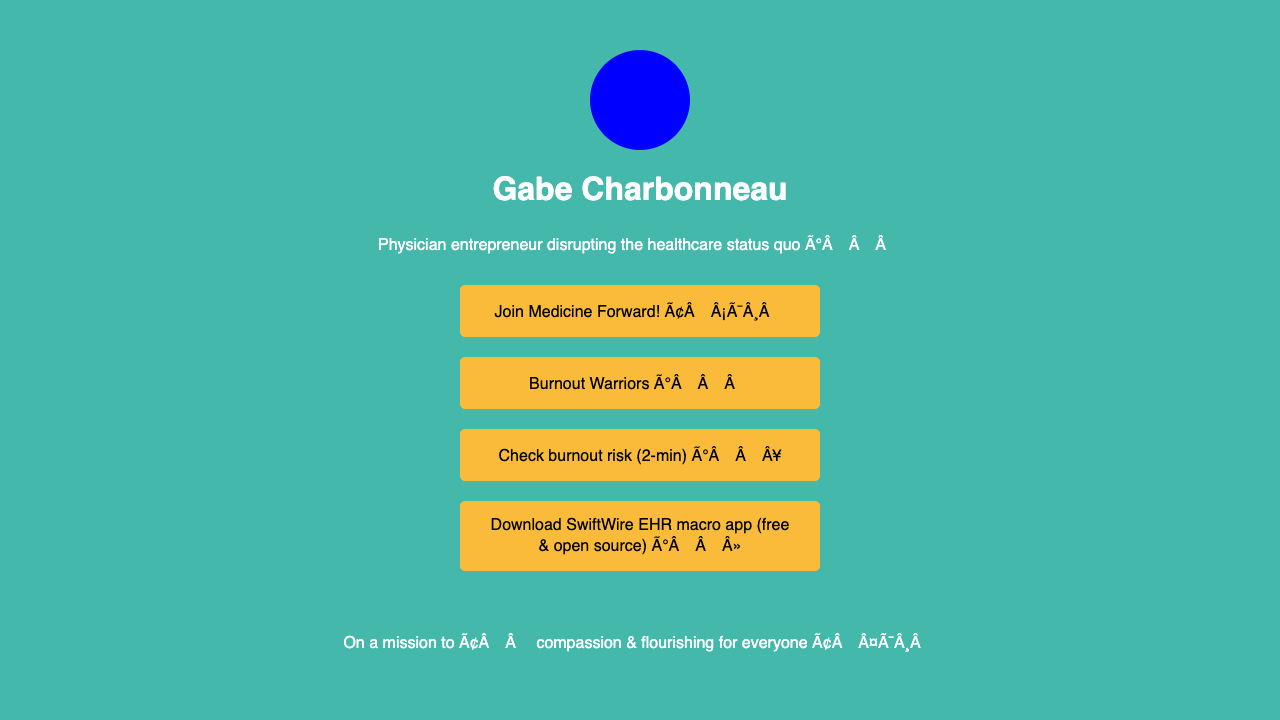 Gabe Charbonneau
Physician entrepreneur disrupting the healthcare status quo Ã°Â Â Â
Join Medicine Forward! Ã¢Â Â¡Ã¯Â¸Â
Burnout Warriors Ã°Â Â Â
Check burnout risk (2-min) Ã°Â Â Â¥
Download SwiftWire EHR macro app (free
& open source) Ã°Â Â Â»
On a mission to Ã¢Â Â compassion & flourishing for everyone Ã¢Â Â¤Ã¯Â¸Â